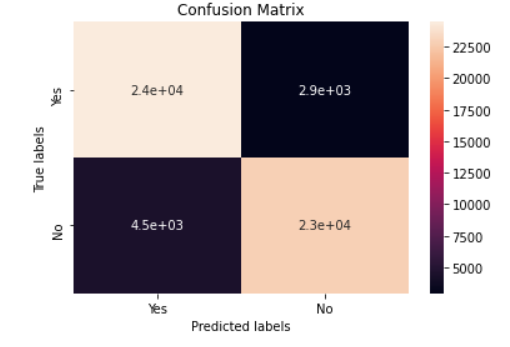 Confusion Matrix
Yes
2.4e+04
2.9e+03
True labels
No
4.5e+03
2.3e+04
Yes
No
Predicted labels
22500
20000
17500
15000
12500
10000
7500
5000